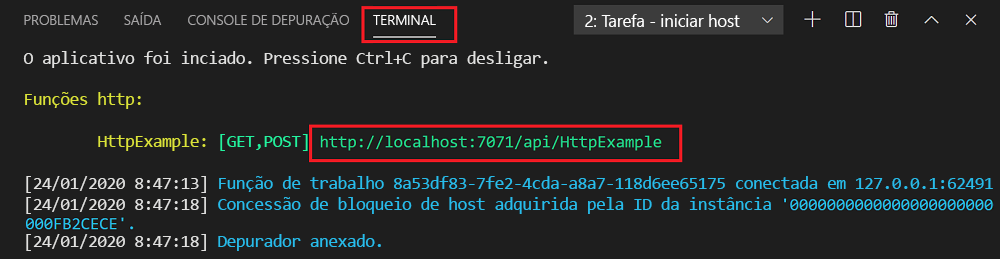 PROBLEMAS SAÍDA CONSOLE DE DEPURAÇÃO TERMINAL 2: Tarefa - iniciar host
O aplicativo foi inciado. Pressione Ctrl+C para desligar.
Funções http:
HttpExample: [GET,POST] http://localhost:7071/api/HttpExample
[24/01/2020 8:47:13] Função de trabalho 8a53df83-7fe2-4cda-a8a7-118d6ee65175 conectada em 127.0.0.1:62491
[24/01/2020 8:47:18] Concessão de bloqueio de host adquirida pela ID da instância '0000000000000000000000
000FB2CECE'.
[24/01/2020 8:47:18] Depurador anexado.